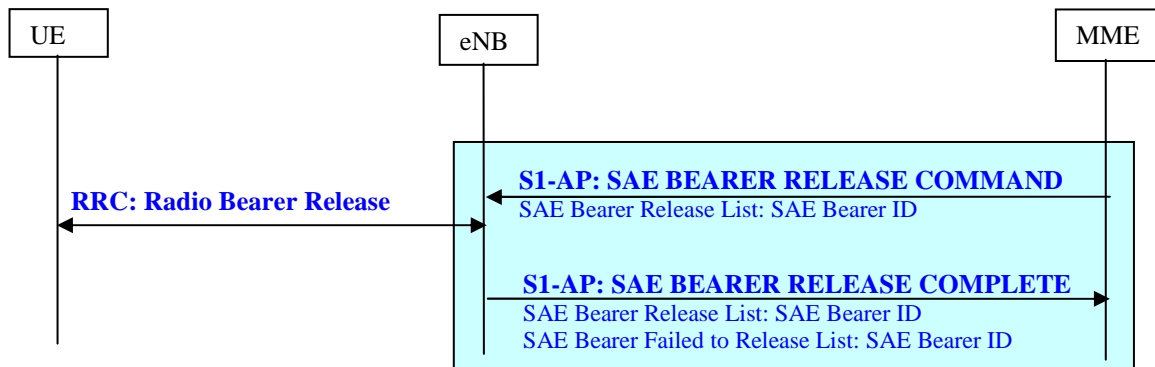 UE
eNB
MME
S1-AP: SAE BEARER RELEASE COMMAND
RRC: Radio Bearer Release
SAE Bearer Release List: SAE Bearer ID
S1-AP: SAE BEARER RELEASE COMPLETE
SAE Bearer Release List: SAE Bearer ID
SAE Bearer Failed to Release List: SAE Bearer ID